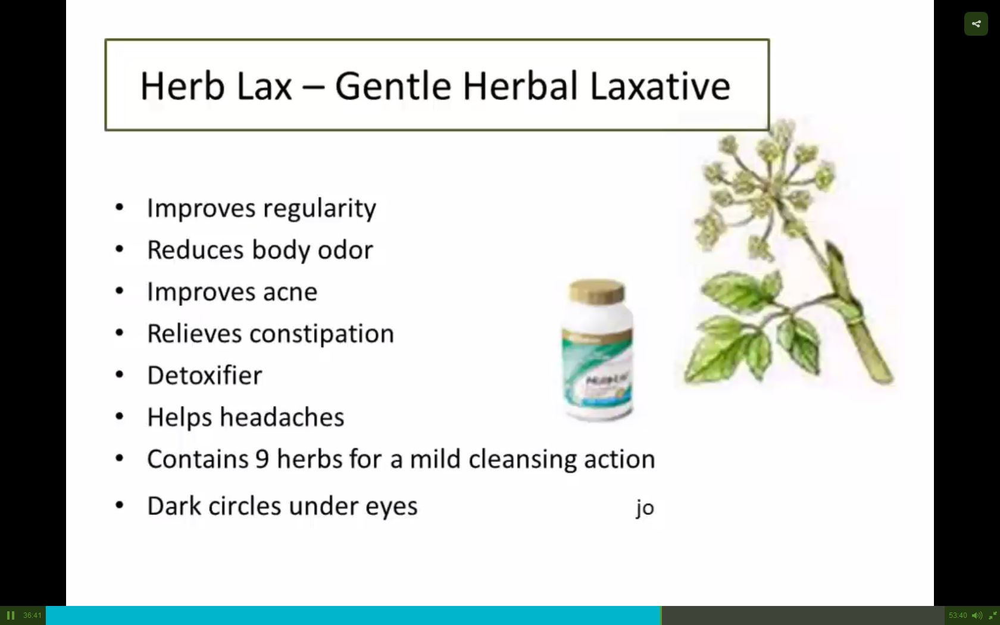 Herb Lax – Gentle Herbal Laxative
• Improves regularity
• Reduces body odor
• Improves acne
• Relieves constipation
• Detoxifier
• Helps headaches
• Contains 9 herbs for a mild cleansing action
• Dark circles under eyes
jo
36:41
53:40